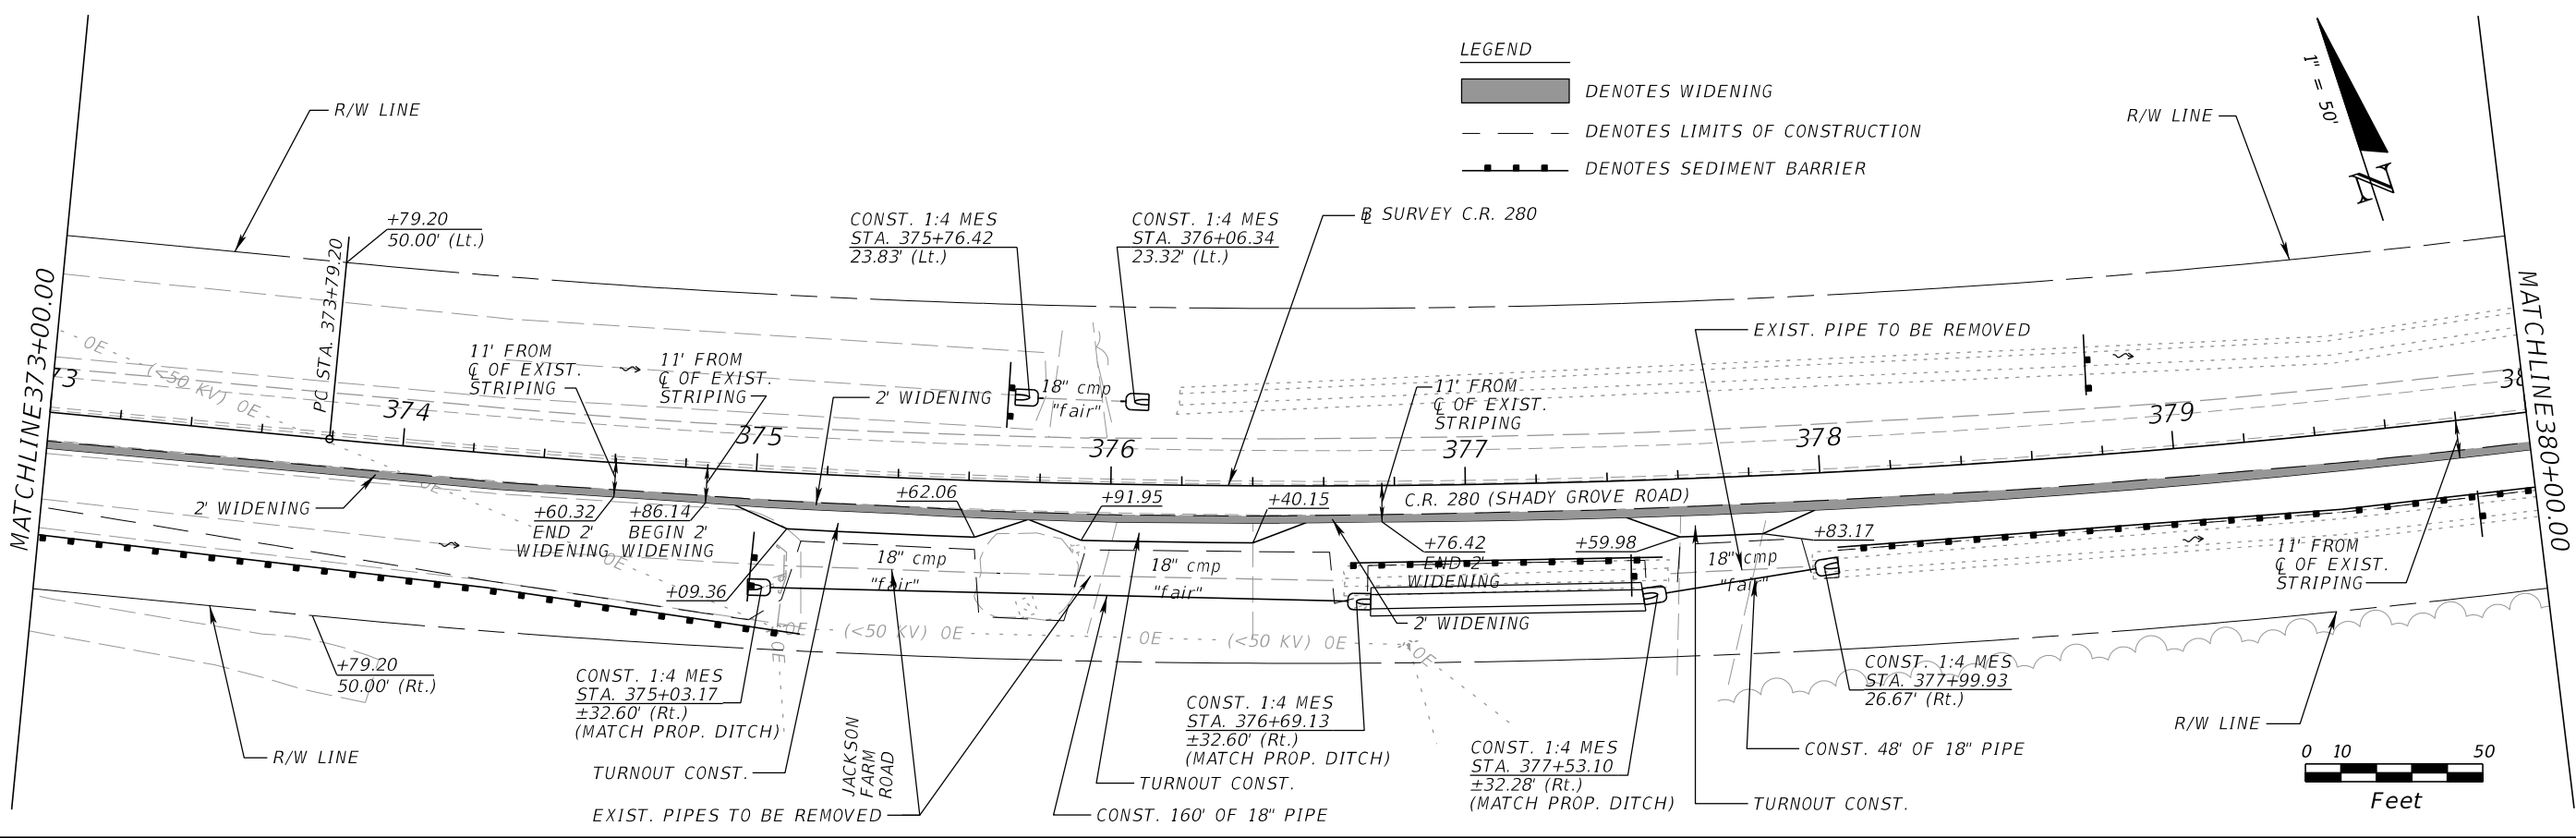 LEGEND
DENOTES WIDENING
DENOTES LIMITS OF CONSTRUCTION
DENOTES SEDIMENT BARRIER
1" = 50'
N
R/W LINE
R/W LINE
+79.20
50.00' (Lt.)
PC STA. 373+79.20
CONST. 1:4 MES
STA. 375+76.42
23.83' (Lt.)
CONST. 1:4 MES
STA. 376+06.34
23.32' (Lt.)
℄ SURVEY C.R. 280
MATCHLINE373+00.00
MATCHLINE380+00.00
EXIST. PIPE TO BE REMOVED
OE (<50 KV) OE
11' FROM
℄ OF EXIST.
STRIPING
11' FROM
℄ OF EXIST.
STRIPING
2' WIDENING
18" cmp
"fair"
11' FROM
℄ OF EXIST.
STRIPING
73
374
375
376
377
378
379
38
2' WIDENING
OE
+60.32
END 2'
WIDENING
+86.14
BEGIN 2'
WIDENING
+62.06
+91.95
+40.15
C.R. 280 (SHADY GROVE ROAD)
+76.42
END 2'
WIDENING
+59.98
+83.17
18" cmp
"fair"
18" cmp
"fair"
18" cmp
"fair"
OE
+09.36
11' FROM
℄ OF EXIST.
STRIPING
2' WIDENING
OE (<50 KV) OE OE (<50 KV) OE
OE
OE
+79.20
50.00' (Rt.)
CONST. 1:4 MES
STA. 375+03.17
±32.60' (Rt.)
(MATCH PROP. DITCH)
CONST. 1:4 MES
STA. 376+69.13
±32.60' (Rt.)
(MATCH PROP. DITCH)
CONST. 1:4 MES
STA. 377+53.10
±32.28' (Rt.)
(MATCH PROP. DITCH)
CONST. 1:4 MES
STA. 377+99.93
26.67' (Rt.)
R/W LINE
R/W LINE
CONST. 48' OF 18" PIPE
TURNOUT CONST.
JACKSON
FARM
ROAD
TURNOUT CONST.
TURNOUT CONST.
EXIST. PIPES TO BE REMOVED
CONST. 160' OF 18" PIPE
0 10 50
Feet